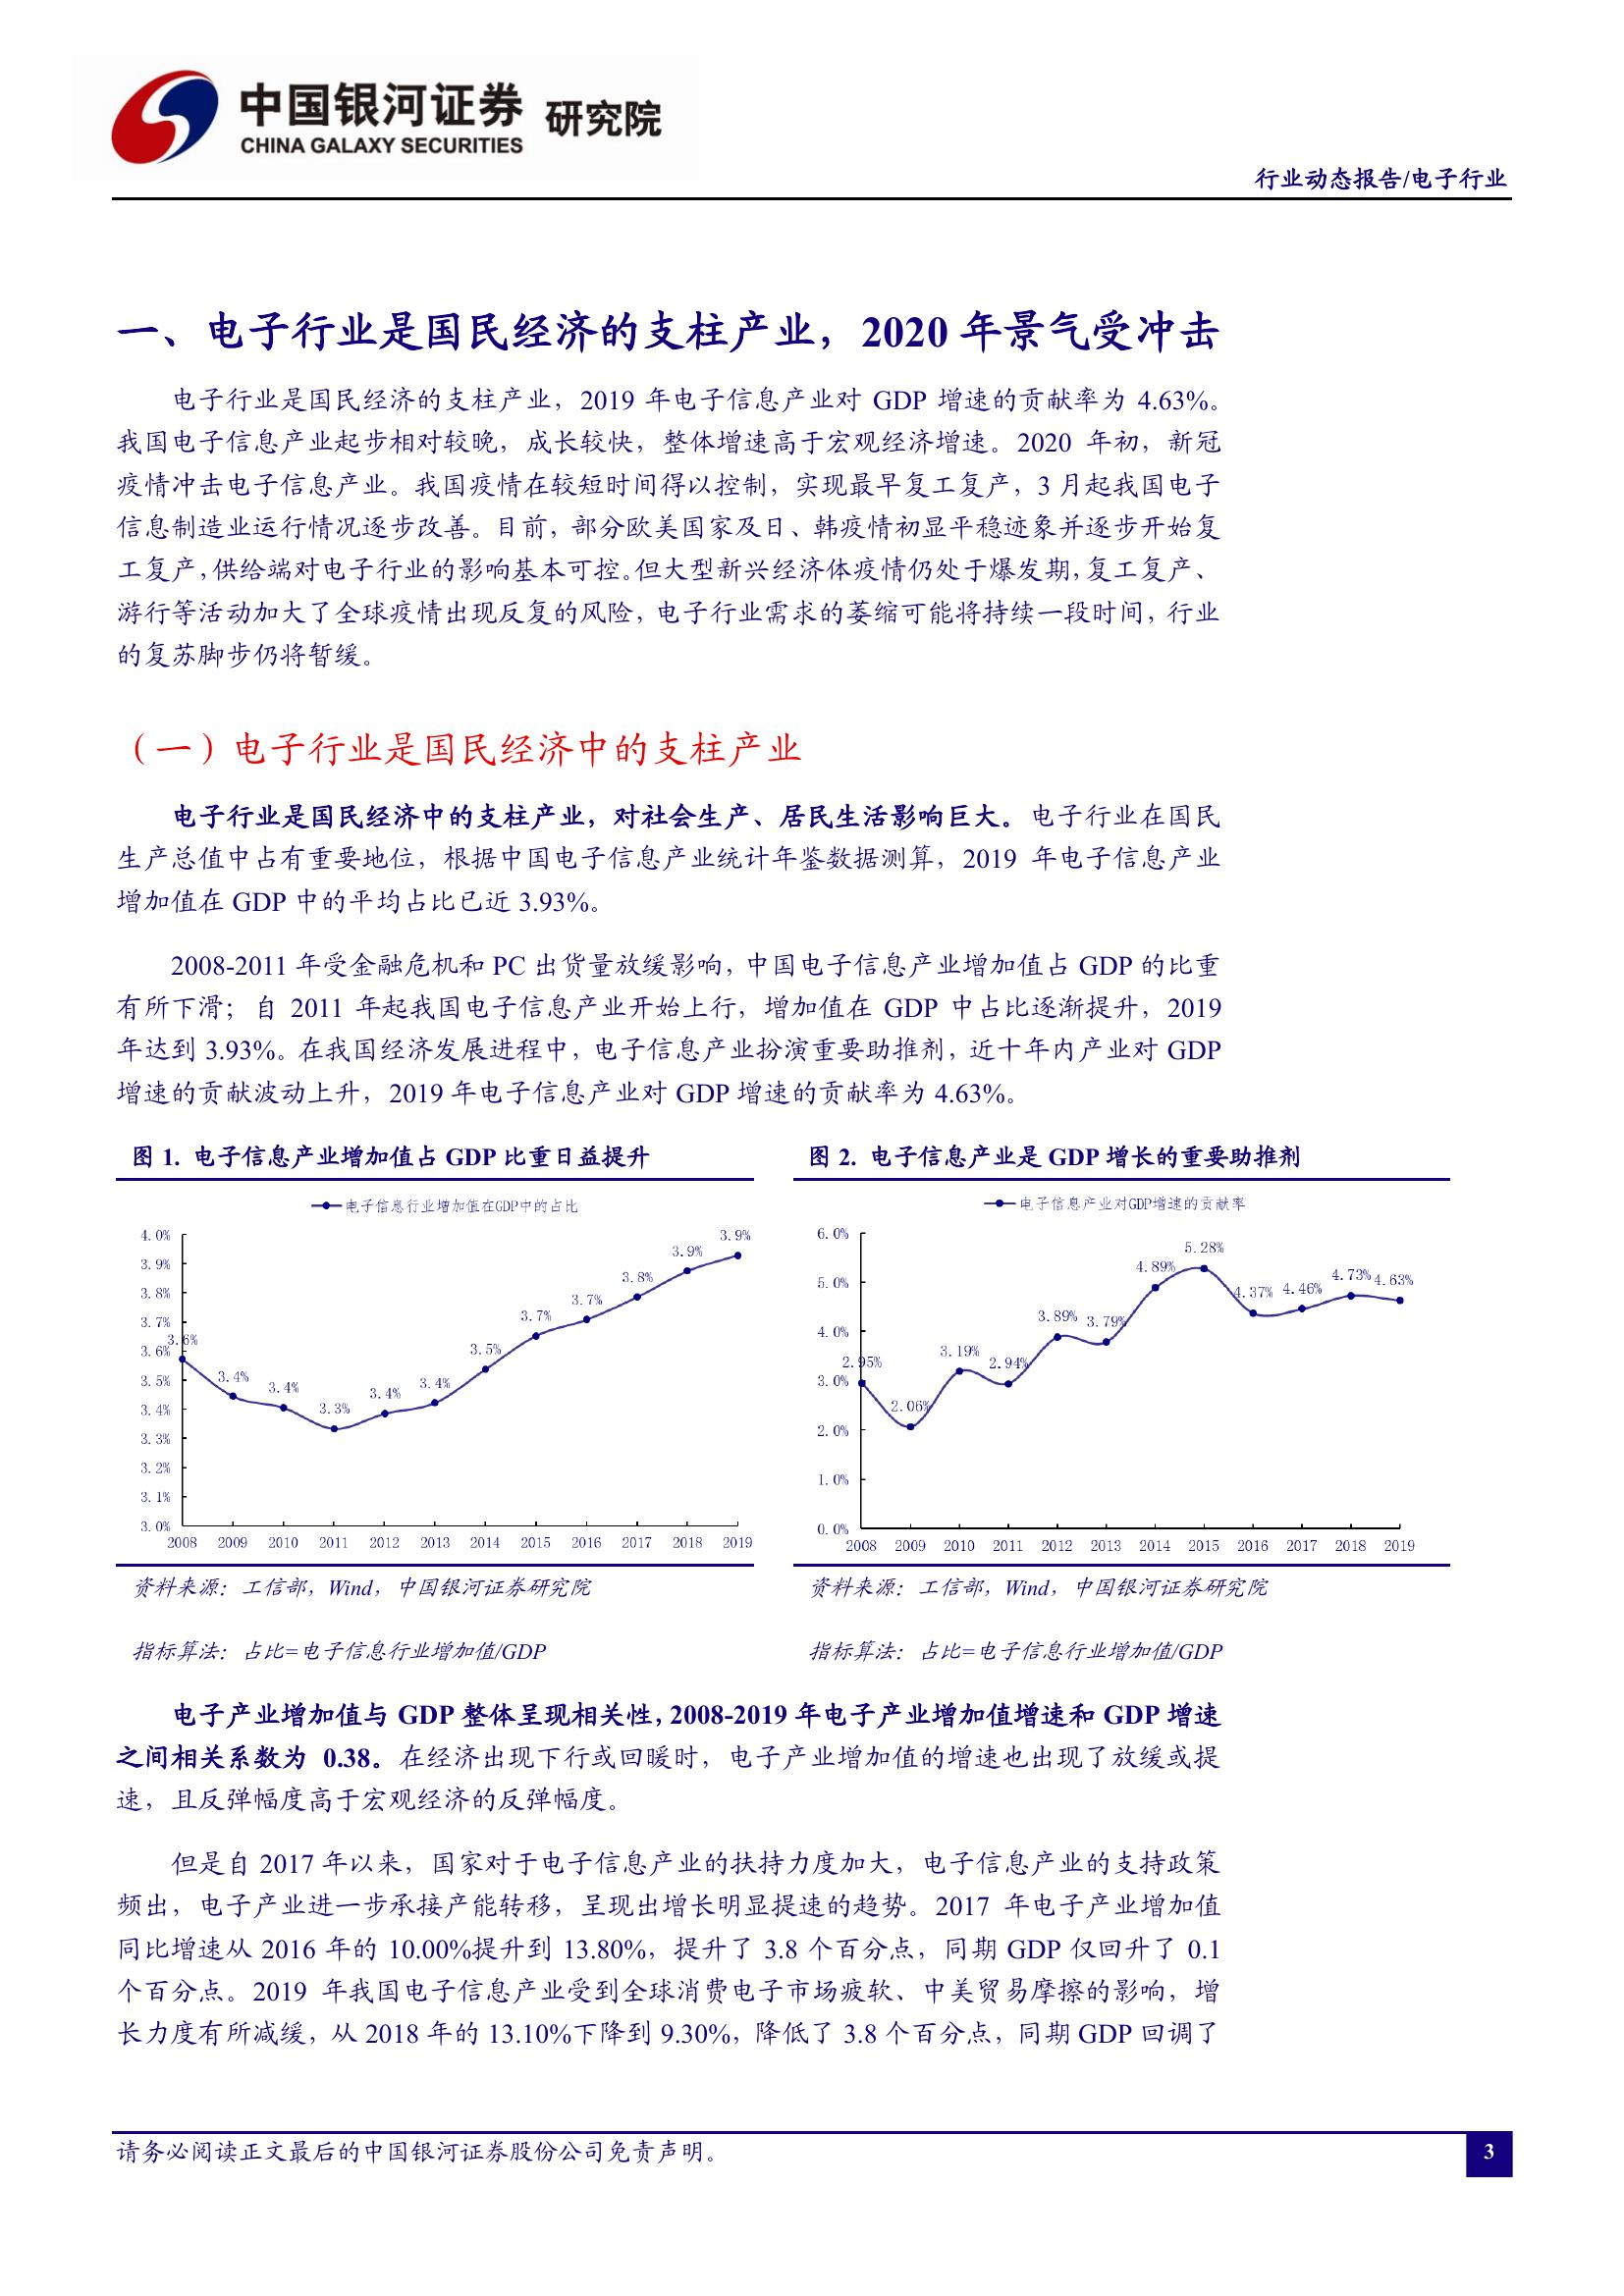 中国银河证券 研究院
CHINA GALAXY SECURITIES
行业动态报告/电子行业
一、电子行业是国民经济的支柱产业，2020 年景气受冲击
电子行业是国民经济的支柱产业，2019 年电子信息产业对 GDP 增速的贡献率为 4.63%。
我国电子信息产业起步相对较晚，成长较快，整体增速高于宏观经济增速。2020 年初，新冠
疫情冲击电子信息产业。我国疫情在较短时间得以控制，实现最早复工复产，3 月起我国电子
信息制造业运行情况逐步改善。目前，部分欧美国家及日、韩疫情初显平稳迹象并逐步开始复
工复产，供给端对电子行业的影响基本可控。但大型新兴经济体疫情仍处于爆发期，复工复产、
游行等活动加大了全球疫情出现反复的风险，电子行业需求的萎缩可能将持续一段时间，行业
的复苏脚步仍将暂缓。
（一）电子行业是国民经济中的支柱产业
电子行业是国民经济中的支柱产业，对社会生产、居民生活影响巨大。电子行业在国民
生产总值中占有重要地位，根据中国电子信息产业统计年鉴数据测算，2019 年电子信息产业
增加值在 GDP 中的平均占比已近 3.93%。
2008-2011 年受金融危机和 PC 出货量放缓影响，中国电子信息产业增加值占 GDP 的比重
有所下滑；自 2011 年起我国电子信息产业开始上行，增加值在 GDP 中占比逐渐提升，2019
年达到 3.93%。在我国经济发展进程中，电子信息产业扮演重要助推剂，近十年内产业对 GDP
增速的贡献波动上升，2019 年电子信息产业对 GDP 增速的贡献率为 4.63%。
图 1. 电子信息产业增加值占 GDP 比重日益提升
电子信息行业增加值在GDP中的占比
4.0%
3.9%
3.8%
3.7%
3.6%
3.5%
3.4%
3.3%
3.2%
3.1%
3.0%
3.6%
3.4%
3.4%
3.3%
3.4%
3.4%
3.5%
3.7%
3.7%
3.8%
3.9%
3.9%
2008 2009 2010 2011 2012 2013 2014 2015 2016 2017 2018 2019
资料来源：工信部，Wind，中国银河证券研究院
指标算法：占比=电子信息行业增加值/GDP
图 2. 电子信息产业是 GDP 增长的重要助推剂
电子信息产业对GDP增速的贡献率
6.0%
5.0%
4.0%
3.0%
2.0%
1.0%
0.0%
2.95%
2.06%
3.19%
2.94%
3.89%
3.79%
4.89%
5.28%
4.37%
4.46%
4.73%
4.63%
2008 2009 2010 2011 2012 2013 2014 2015 2016 2017 2018 2019
资料来源：工信部，Wind，中国银河证券研究院
指标算法：占比=电子信息行业增加值/GDP
电子产业增加值与 GDP 整体呈现相关性，2008-2019 年电子产业增加值增速和 GDP 增速
之间相关系数为 0.38。在经济出现下行或回暖时，电子产业增加值的增速也出现了放缓或提
速，且反弹幅度高于宏观经济的反弹幅度。
但是自 2017 年以来，国家对于电子信息产业的扶持力度加大，电子信息产业的支持政策
频出，电子产业进一步承接产能转移，呈现出增长明显提速的趋势。2017 年电子产业增加值
同比增速从 2016 年的 10.00%提升到 13.80%，提升了 3.8 个百分点，同期 GDP 仅回升了 0.1
个百分点。2019 年我国电子信息产业受到全球消费电子市场疲软、中美贸易摩擦的影响，增
长力度有所减缓，从 2018 年的 13.10%下降到 9.30%，降低了 3.8 个百分点，同期 GDP 回调了
请务必阅读正文最后的中国银河证券股份公司免责声明。
3